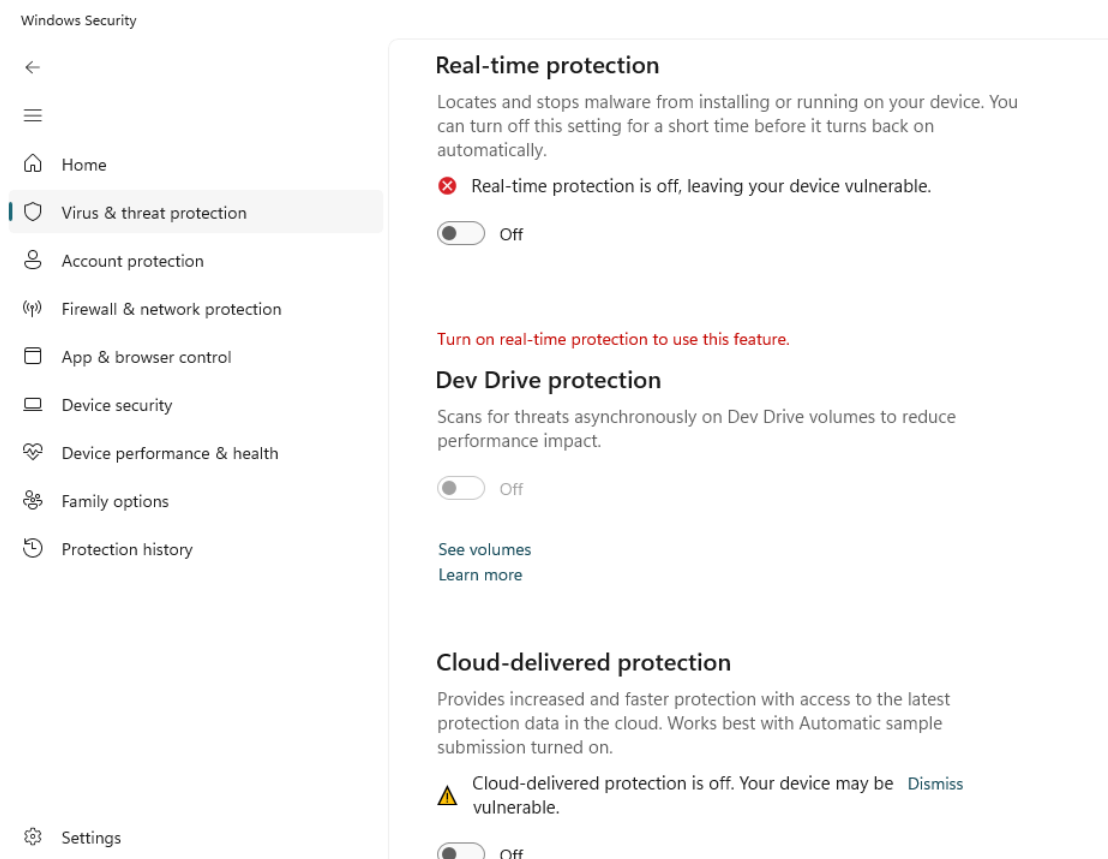 Windows Security
Home
Virus & threat protection
Account protection
Firewall & network protection
App & browser control
Device security
Device performance & health
Family options
Protection history
Settings
Real-time protection
Locates and stops malware from installing or running on your device. You
can turn off this setting for a short time before it turns back on
automatically.
Real-time protection is off, leaving your device vulnerable.
Off
Turn on real-time protection to use this feature.
Dev Drive protection
Scans for threats asynchronously on Dev Drive volumes to reduce
performance impact.
Off
See volumes
Learn more
Cloud-delivered protection
Provides increased and faster protection with access to the latest
protection data in the cloud. Works best with Automatic sample
submission turned on.
Cloud-delivered protection is off. Your device may be Dismiss
vulnerable.
Off